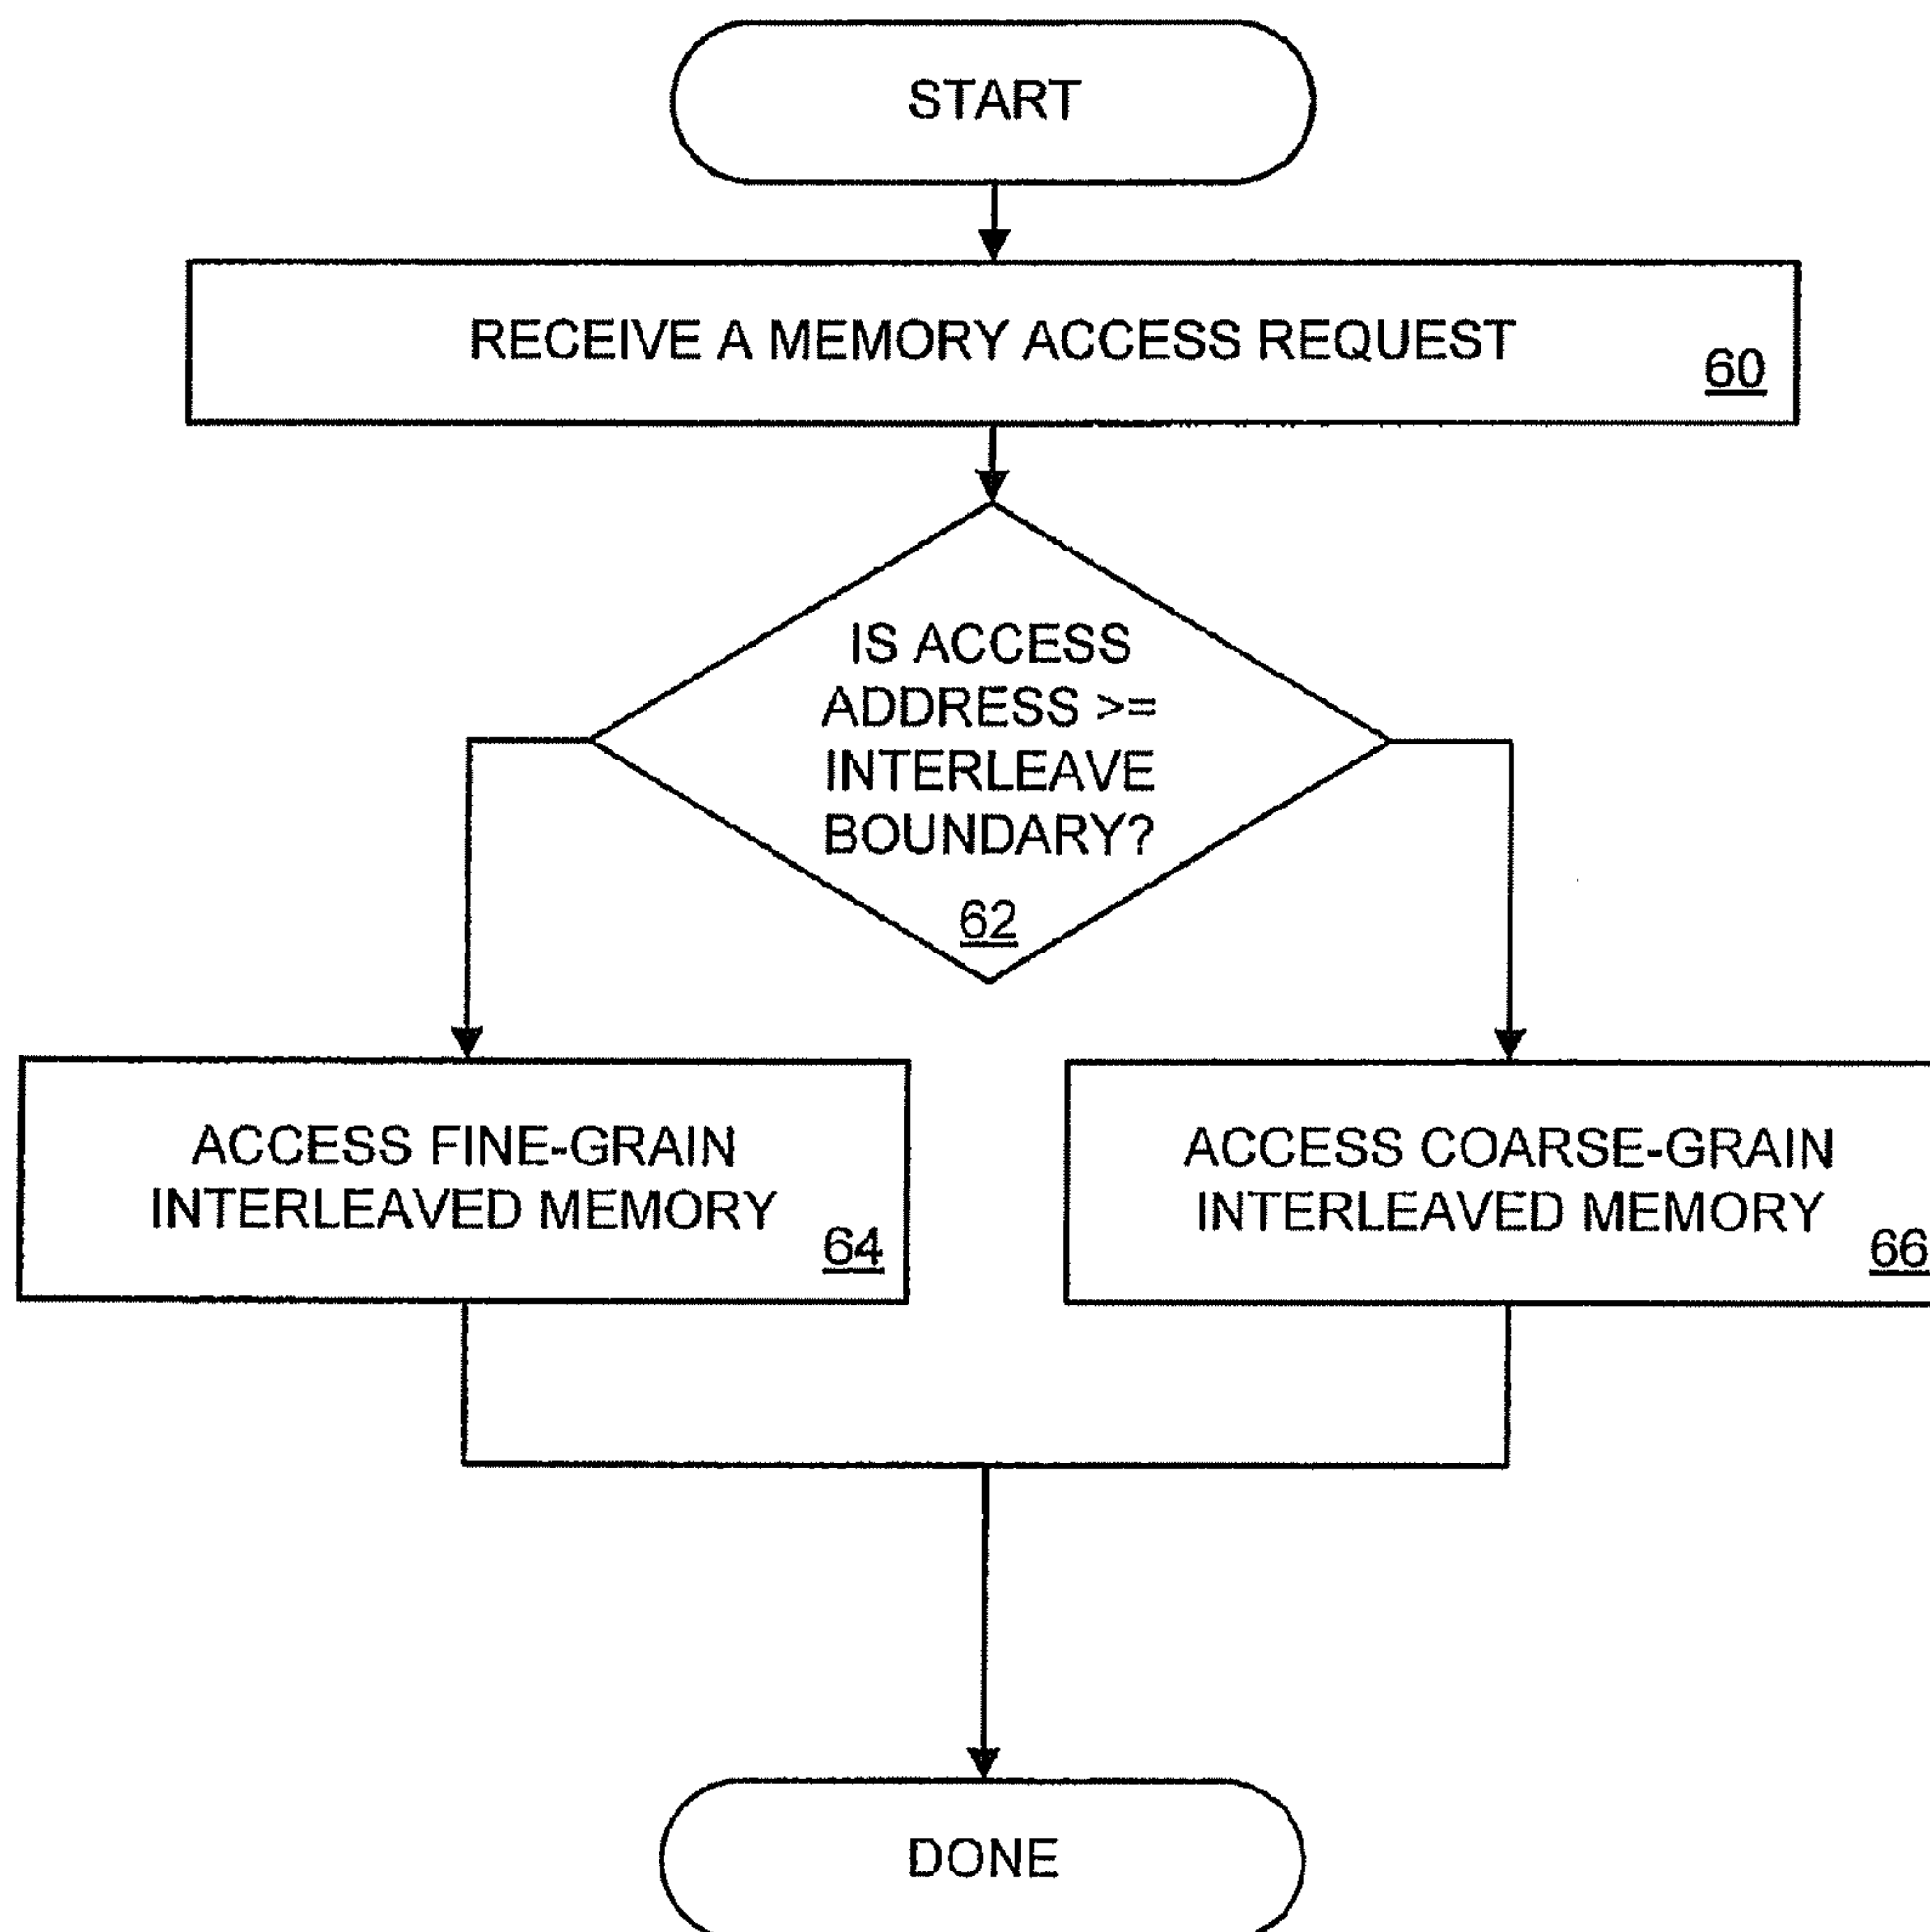 START
RECEIVE A MEMORY ACCESS REQUEST
60
IS ACCESS
ADDRESS >=
INTERLEAVE
BOUNDARY?
62
ACCESS FINE-GRAIN
INTERLEAVED MEMORY
64
ACCESS COARSE-GRAIN
INTERLEAVED MEMORY
66
DONE